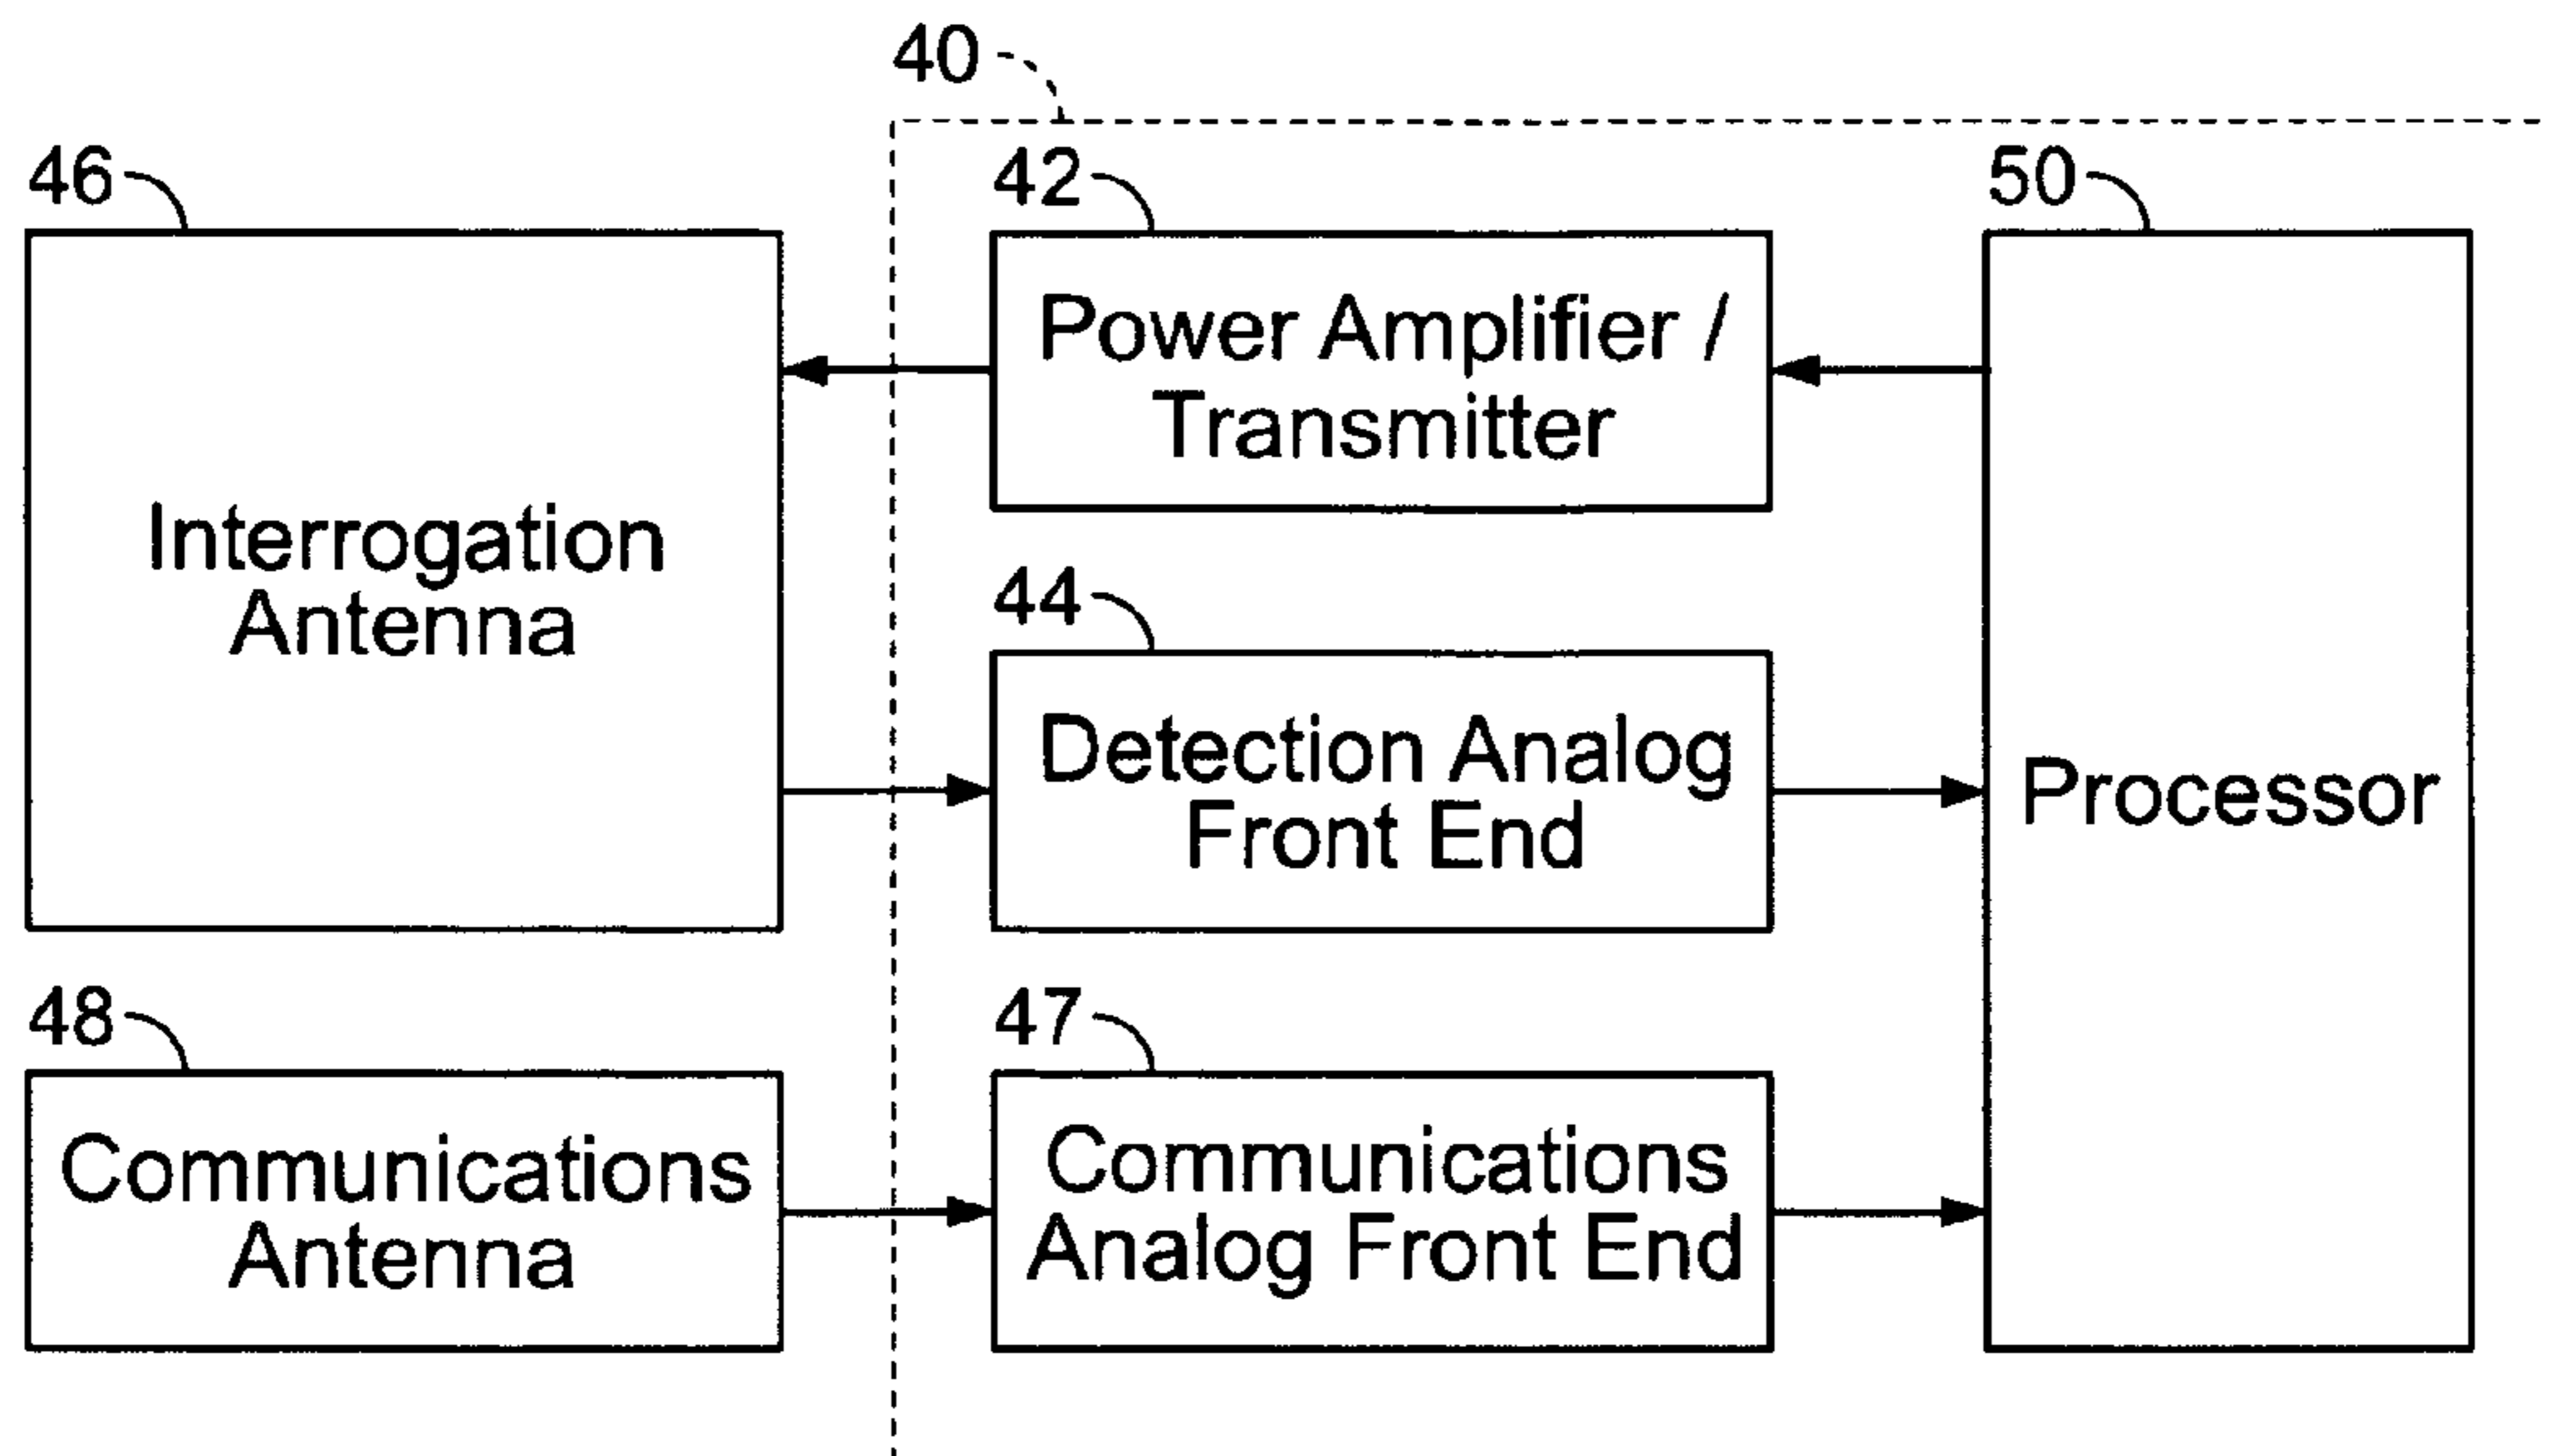 40
46
42
50
Power Amplifier /
Transmitter
Interrogation
Antenna
44
Detection Analog
Front End
Processor
48
47
Communications
Antenna
Communications
Analog Front End